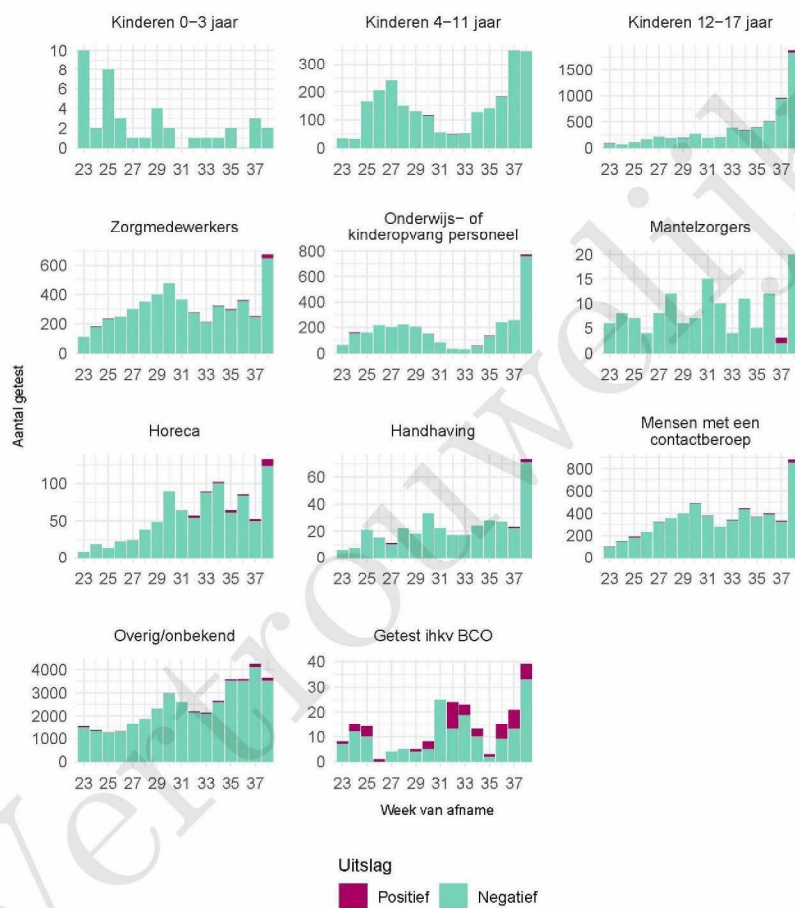 Kinderen 0−3 jaar
Kinderen 4−11 jaar
Kinderen 12−17 jaar
10
8
6
4
2
0
23 25 27 29 31 33 35 37
300
200
100
0
23 25 27 29 31 33 35 37
1500
1000
500
0
23 25 27 29 31 33 35 37
Zorgmedewerkers
Onderwijs− of
kinderopvang personeel
Mantelzorgers
600
400
200
0
23 25 27 29 31 33 35 37
800
600
400
200
0
23 25 27 29 31 33 35 37
20
15
10
5
0
23 25 27 29 31 33 35 37
Aantal getest
Horeca
Handhaving
Mensen met een
contactberoep
100
50
0
23 25 27 29 31 33 35 37
60
40
20
0
23 25 27 29 31 33 35 37
800
600
400
200
0
23 25 27 29 31 33 35 37
Overig/onbekend
Getest ihkv BCO
4000
3000
2000
1000
0
23 25 27 29 31 33 35 37
40
30
20
10
0
23 25 27 29 31 33 35 37
Week van afname
Uitslag
Positief
Negatief
Vertrouwelijk